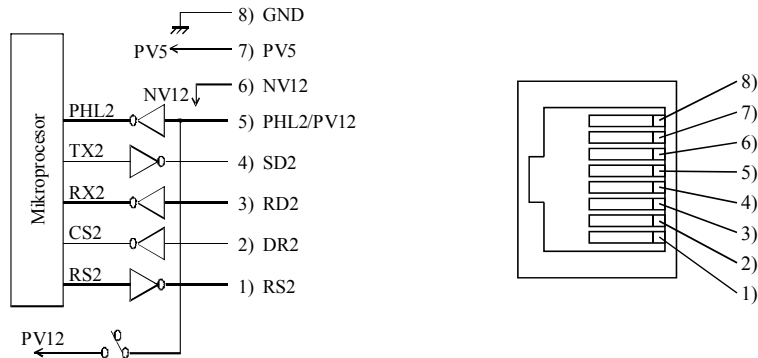 8) GND
PV5 7) PV5
NV12 6) NV12
PHL2 5) PHL2/PV12
TX2 4) SD2
RX2 3) RD2
CS2 2) DR2
RS2 1) RS2
Mikroprocesor
PV12
8)
7)
6)
5)
4)
3)
2)
1)